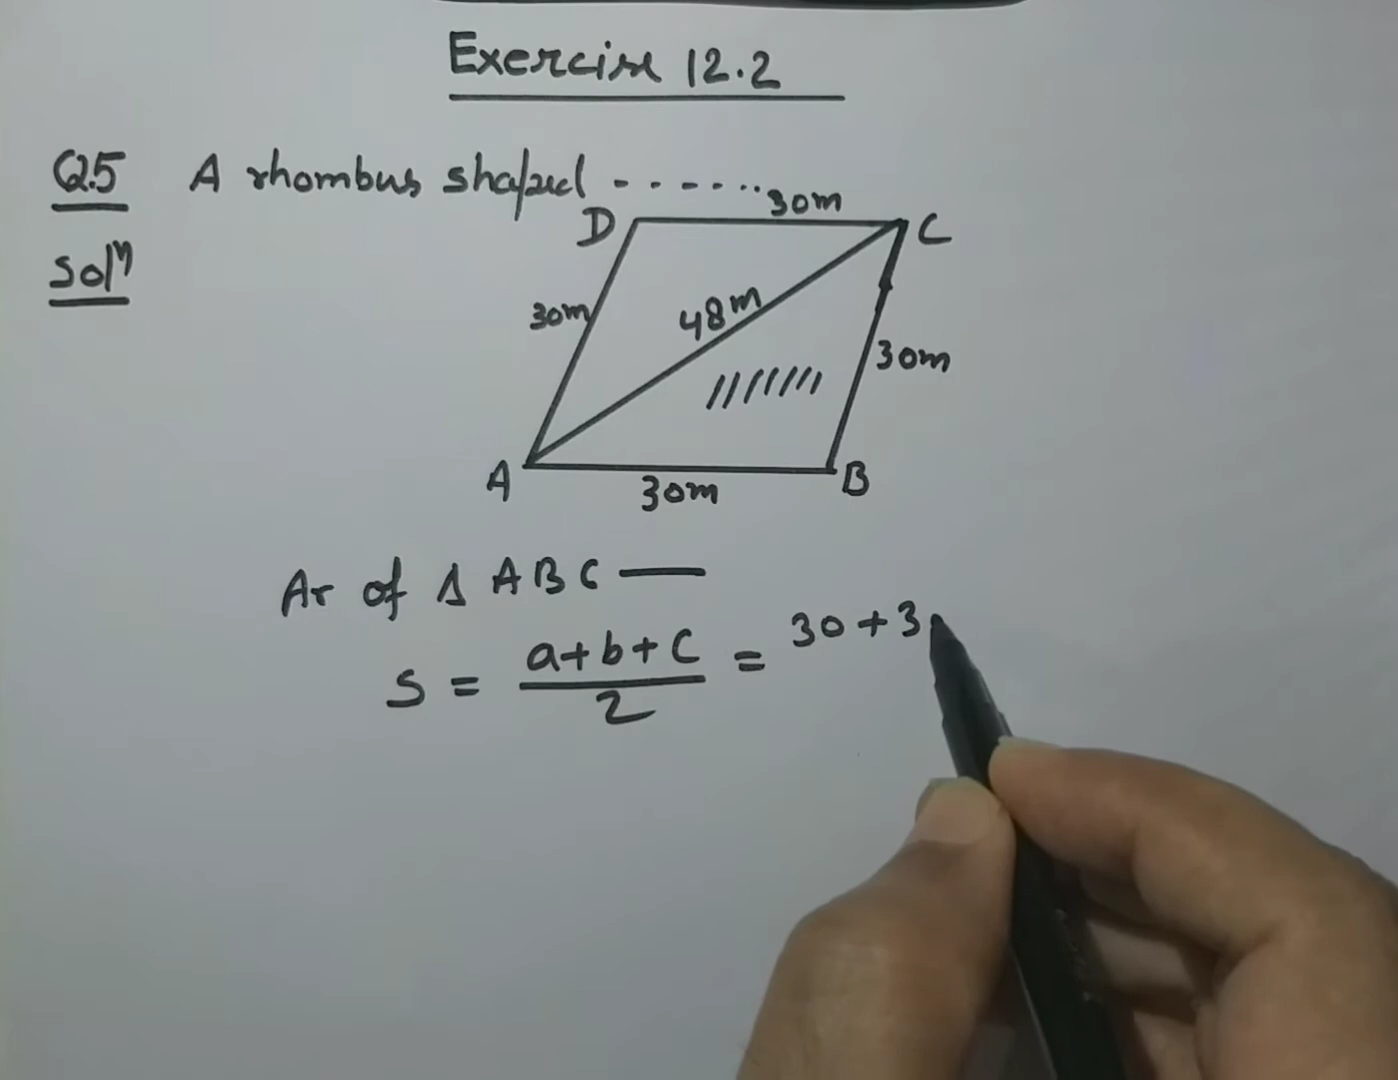 Exercise 12.2
Q.5 A rhombus shaped - - - - - - -
Solⁿ
30m
D
C
30m
48m
30m
A
B
30m
Ar of Δ ABC —
S = a+b+c/2 = 30+3